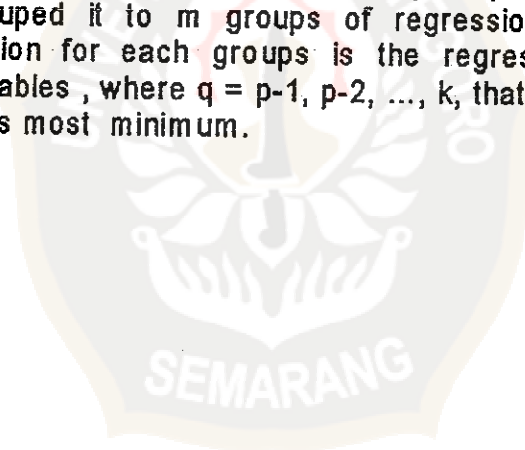 uped it to m groups of regressio
ion for each groups is the regres
ables , where q = p-1, p-2, ..., k, that
s most minimum.
SEMARANG